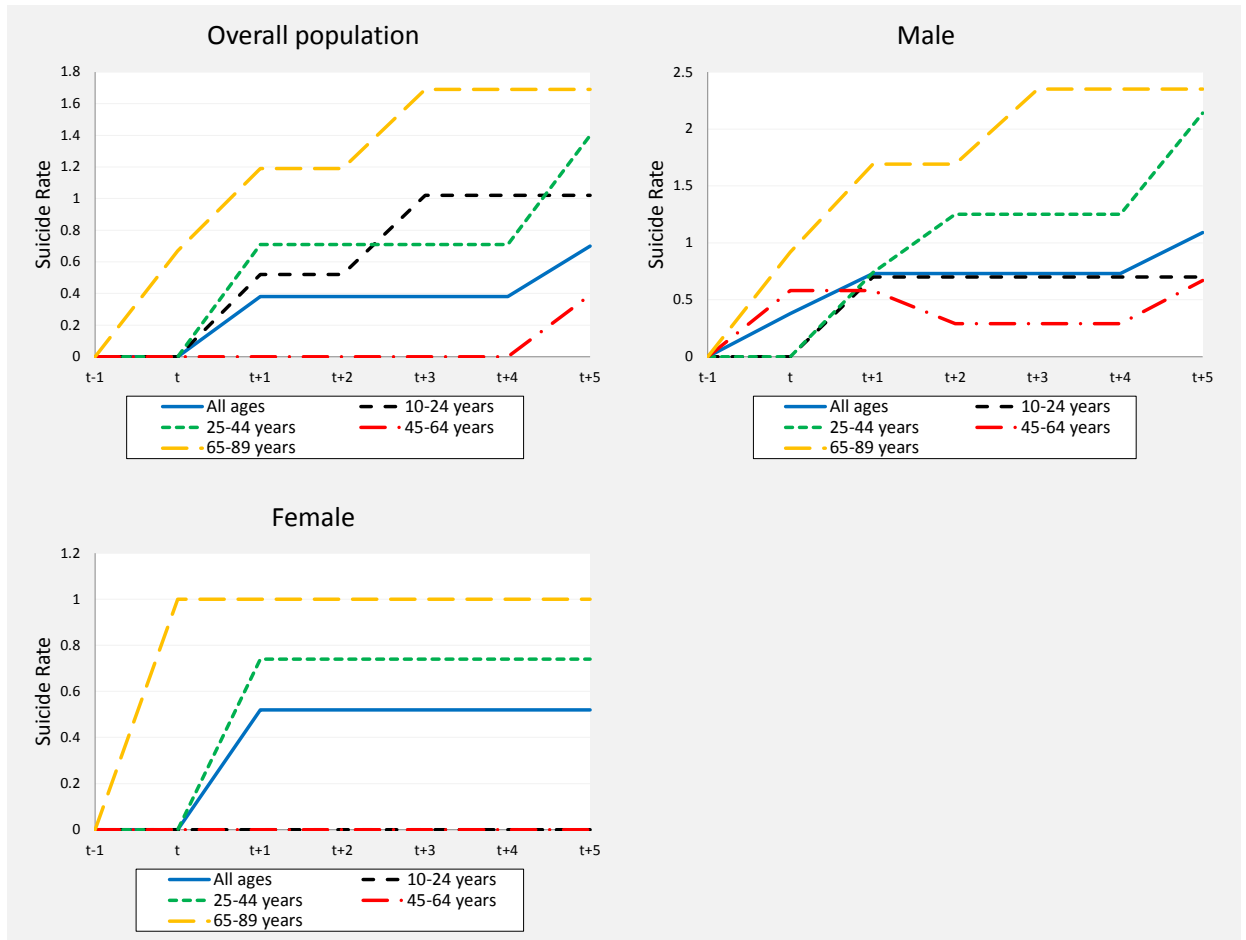 Overall population
Suicide Rate
1.8
1.6
1.4
1.2
1
0.8
0.6
0.4
0.2
0
t-1 t t+1 t+2 t+3 t+4 t+5
All ages 10-24 years
25-44 years 45-64 years
65-89 years
Male
Suicide Rate
2.5
2
1.5
1
0.5
0
t-1 t t+1 t+2 t+3 t+4 t+5
All ages 10-24 years
25-44 years 45-64 years
65-89 years
Female
Suicide Rate
1.2
1
0.8
0.6
0.4
0.2
0
t-1 t t+1 t+2 t+3 t+4 t+5
All ages 10-24 years
25-44 years 45-64 years
65-89 years